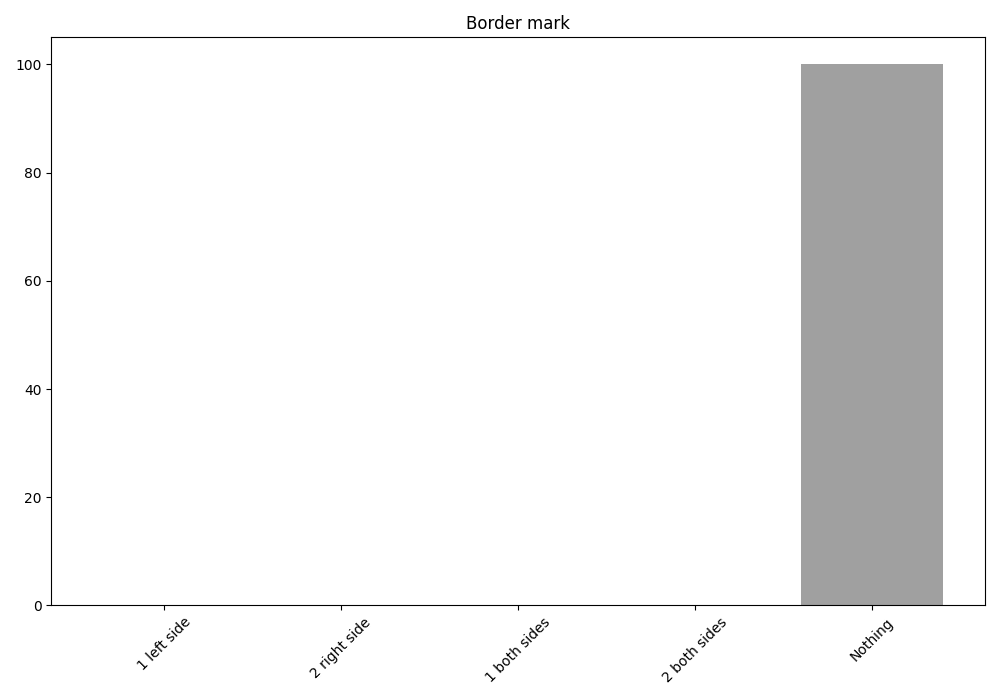 Border mark
100
80
60
40
20
0
1 left side
2 right side
1 both sides
2 both sides
Nothing